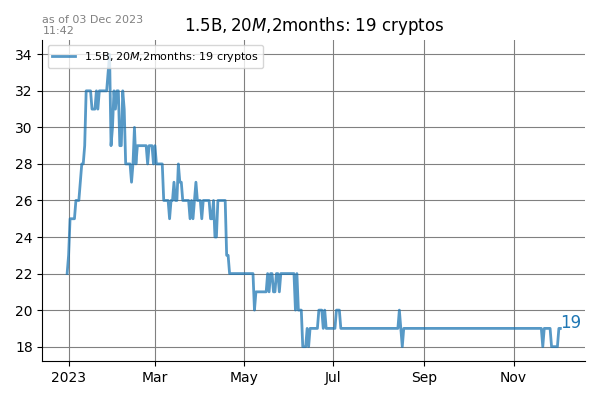 as of 03 Dec 2023
11:42
1.5B, 20M, 2months: 19 cryptos
1.5B, 20M, 2months: 19 cryptos
34
32
30
28
26
24
22
20
18
19
2023 Mar May Jul Sep Nov